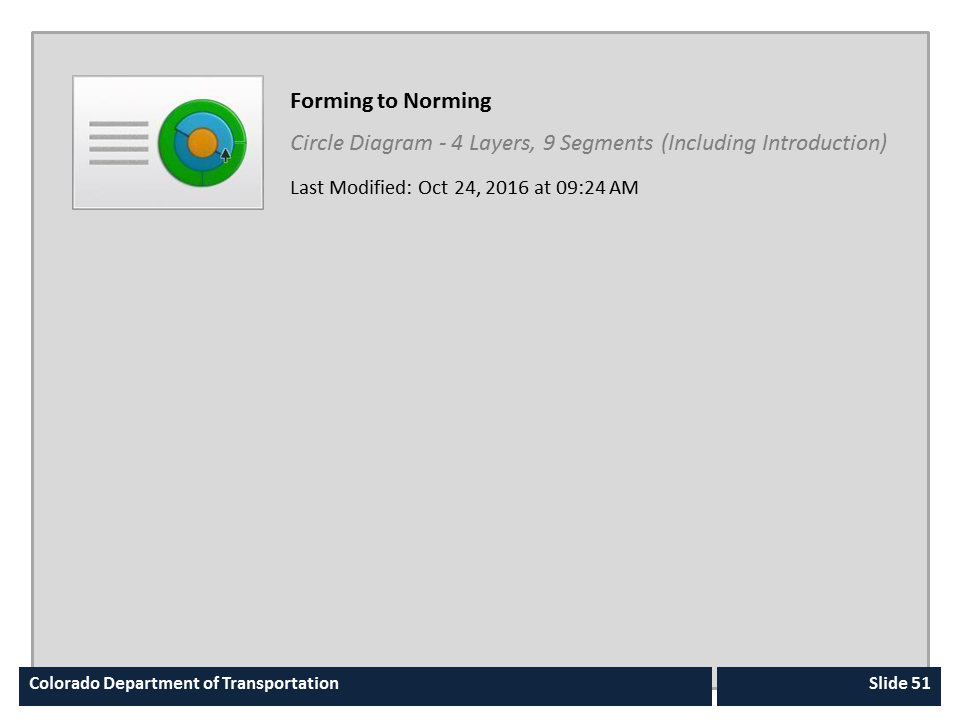 Forming to Norming
Circle Diagram - 4 Layers, 9 Segments (Including Introduction)
Last Modified: Oct 24, 2016 at 09:24 AM
Colorado Department of Transportation
Slide 51